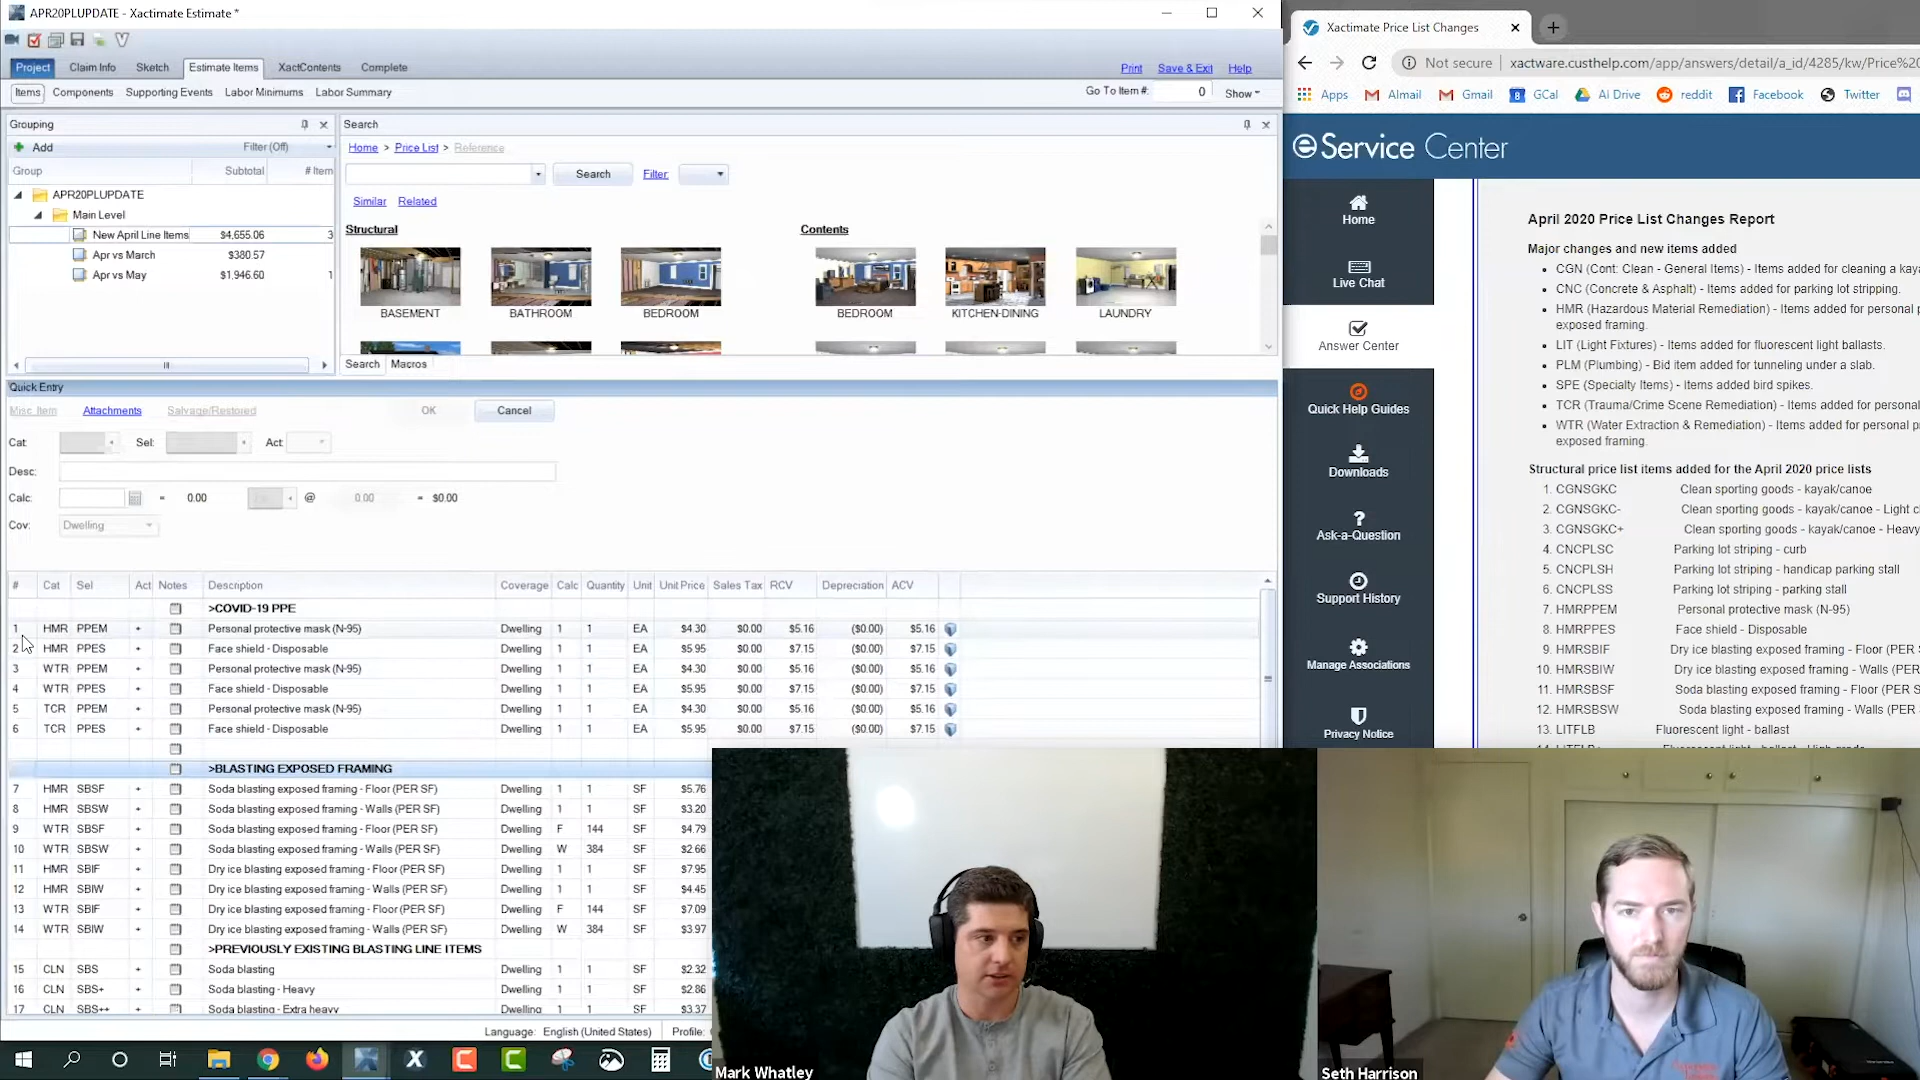 APR20PLUPDATE - Xactimate Estimate *
Project Claim Info Sketch Estimate Items XactContents Complete
Print Save & Exit Help
Items Components Supporting Events Labor Minimums Labor Summary
Go To Item #: 0 Show
Grouping
Add Filter (Off)
Group Subtotal # Item
APR20PLUPDATE
Main Level
New April Line Items $4,655.06 3
Apr vs March $380.57
Apr vs May $1,946.60 1
Search
Home > Price List > Reference
Search Filter:
Similar Related
Structural Contents
BASEMENT BATHROOM BEDROOM BEDROOM KITCHEN-DINING LAUNDRY
Search Macros
Quick Entry
Misc Item Attachments Salvage/Restored OK Cancel
Cat: Sel: Act:
Desc:
Calc: = 0.00 @ 0.00 = $0.00
Cov: Dwelling
# Cat Sel Act Notes Description Coverage Calc Quantity Unit Unit Price Sales Tax RCV Depreciation ACV
>COVID-19 PPE
1 HMR PPEM + Personal protective mask (N-95) Dwelling 1 1 EA $4.30 $0.00 $5.16 ($0.00) $5.16
2 HMR PPES + Face shield - Disposable Dwelling 1 1 EA $5.95 $0.00 $7.15 ($0.00) $7.15
3 WTR PPEM + Personal protective mask (N-95) Dwelling 1 1 EA $4.30 $0.00 $5.16 ($0.00) $5.16
4 WTR PPES + Face shield - Disposable Dwelling 1 1 EA $5.95 $0.00 $7.15 ($0.00) $7.15
5 TCR PPEM + Personal protective mask (N-95) Dwelling 1 1 EA $4.30 $0.00 $5.16 ($0.00) $5.16
6 TCR PPES + Face shield - Disposable Dwelling 1 1 EA $5.95 $0.00 $7.15 ($0.00) $7.15
>BLASTING EXPOSED FRAMING
7 HMR SBSF + Soda blasting exposed framing - Floor (PER SF) Dwelling 1 1 SF $5.76
8 HMR SBSW + Soda blasting exposed framing - Walls (PER SF) Dwelling 1 1 SF $3.20
9 WTR SBSF + Soda blasting exposed framing - Floor (PER SF) Dwelling F 144 SF $4.79
10 WTR SBSW + Soda blasting exposed framing - Walls (PER SF) Dwelling W 384 SF $2.66
11 HMR SBIF + Dry ice blasting exposed framing - Floor (PER SF) Dwelling 1 1 SF $7.95
12 HMR SBIW + Dry ice blasting exposed framing - Walls (PER SF) Dwelling 1 1 SF $4.45
13 WTR SBIF + Dry ice blasting exposed framing - Floor (PER SF) Dwelling F 144 SF $7.09
14 WTR SBIW + Dry ice blasting exposed framing - Walls (PER SF) Dwelling W 384 SF $3.97
>PREVIOUSLY EXISTING BLASTING LINE ITEMS
15 CLN SBS + Soda blasting Dwelling 1 1 SF $2.32
16 CLN SBS+ + Soda blasting - Heavy Dwelling 1 1 SF $2.86
17 CLN SBS++ + Soda blasting - Extra heavy Dwelling 1 1 SF $3.37
Language: English (United States) Profile:
Mark Whatley
Seth Harrison
Xactimate Price List Changes
Not secure xactware.custhelp.com/app/answers/detail/a_id/4285/kw/Price%20
Apps AImail Gmail GCal Ai Drive reddit Facebook Twitter
eService Center
Home
Live Chat
Answer Center
Quick Help Guides
Downloads
Ask-a-Question
Support History
Manage Associations
Privacy Notice
April 2020 Price List Changes Report
Major changes and new items added
CGN (Cont: Clean - General Items) - Items added for cleaning a kaya
CNC (Concrete & Asphalt) - Items added for parking lot stripping.
HMR (Hazardous Material Remediation) - Items added for personal p
exposed framing.
LIT (Light Fixtures) - Items added for fluorescent light ballasts.
PLM (Plumbing) - Bid item added for tunneling under a slab.
SPE (Specialty Items) - Items added bird spikes.
TCR (Trauma/Crime Scene Remediation) - Items added for personal
WTR (Water Extraction & Remediation) - Items added for personal p
exposed framing.
Structural price list items added for the April 2020 price lists
1. CGNSGKC Clean sporting goods - kayak/canoe
2. CGNSGKC- Clean sporting goods - kayak/canoe - Light c
3. CGNSGKC+ Clean sporting goods - kayak/canoe - Heavy
4. CNCPLSC Parking lot striping - curb
5. CNCPLSH Parking lot striping - handicap parking stall
6. CNCPLSS Parking lot striping - parking stall
7. HMRPPEM Personal protective mask (N-95)
8. HMRPPES Face shield - Disposable
9. HMRSBIF Dry ice blasting exposed framing - Floor (PER S
10. HMRSBIW Dry ice blasting exposed framing - Walls (PER
11. HMRSBSF Soda blasting exposed framing - Floor (PER S
12. HMRSBSW Soda blasting exposed framing - Walls (PER
13. LITFLB Fluorescent light - ballast